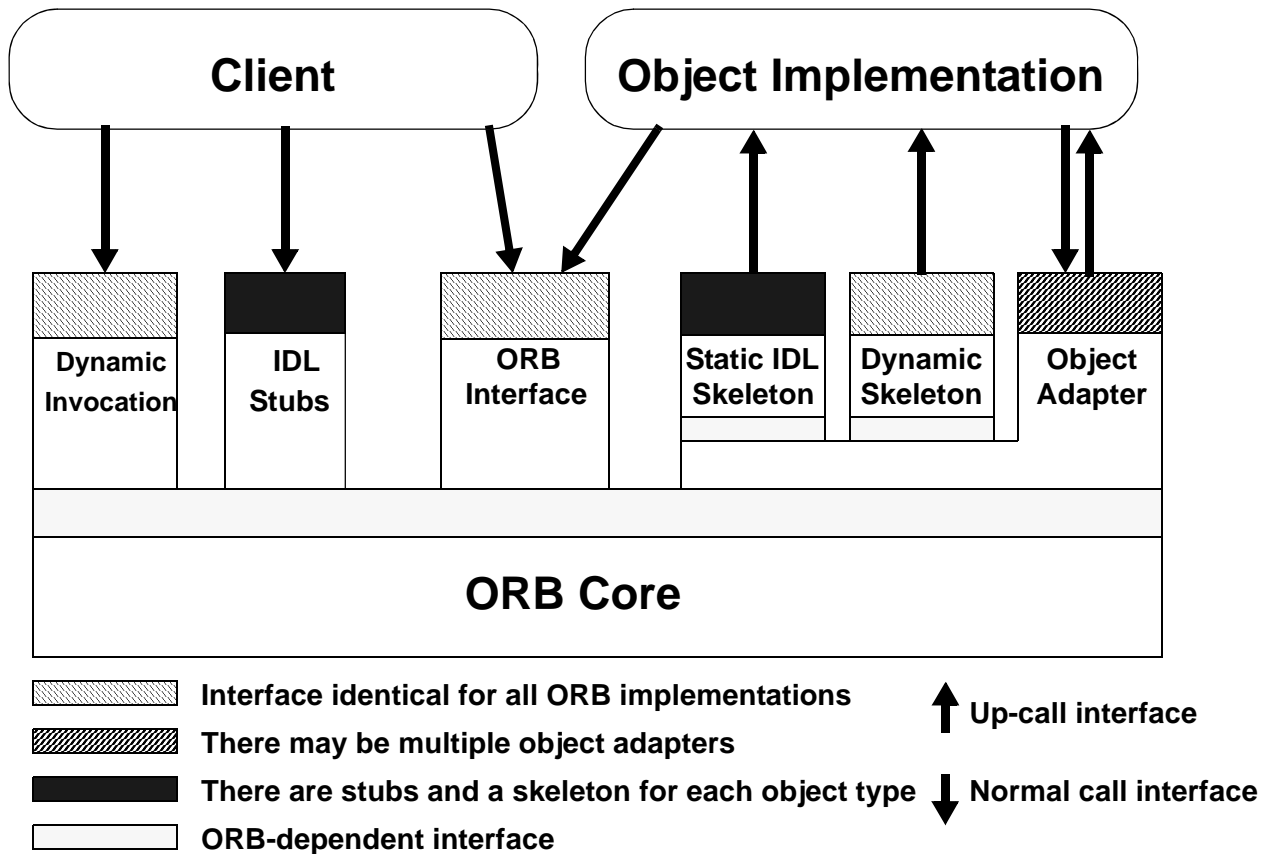 Client
Object Implementation
Dynamic
Invocation
IDL
Stubs
ORB
Interface
Static IDL
Skeleton
Dynamic
Skeleton
Object
Adapter
ORB Core
Interface identical for all ORB implementations
There may be multiple object adapters
There are stubs and a skeleton for each object type
ORB-dependent interface
Up-call interface
Normal call interface